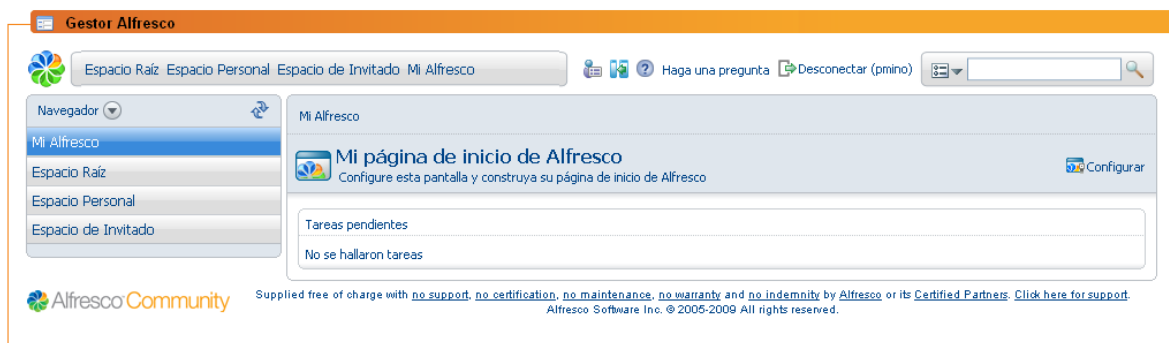 Gestor Alfresco
Espacio Raíz Espacio Personal Espacio de Invitado Mi Alfresco
Haga una pregunta Desconectar (pmino)
Navegador
Mi Alfresco
Espacio Raíz
Espacio Personal
Espacio de Invitado
Mi Alfresco
Mi página de inicio de Alfresco
Configure esta pantalla y construya su página de inicio de Alfresco
Configurar
Tareas pendientes
No se hallaron tareas
Alfresco Community
Supplied free of charge with no support, no certification, no maintenance, no warranty and no indemnity by Alfresco or its Certified Partners. Click here for support.
Alfresco Software Inc. © 2005-2009 All rights reserved.